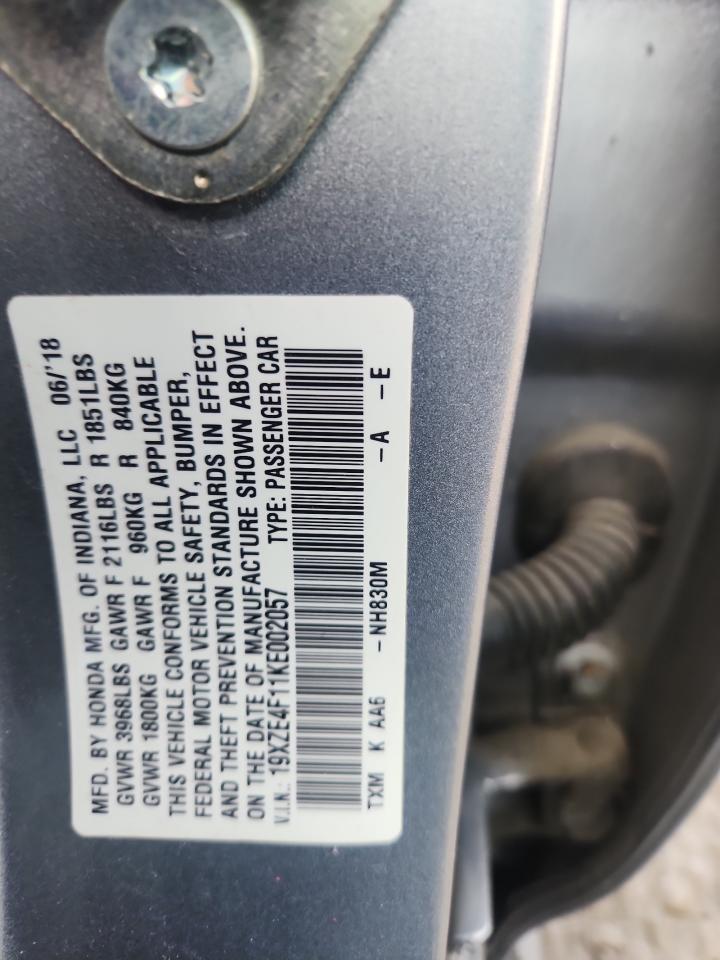 MFD. BY HONDA MFG. OF INDIANA, LLC 06/'18
GVWR 3968LBS GAWR F 2116LBS R 1851LBS
GVWR 1800KG GAWR F 960KG R 840KG
THIS VEHICLE CONFORMS TO ALL APPLICABLE
FEDERAL MOTOR VEHICLE SAFETY, BUMPER,
AND THEFT PREVENTION STANDARDS IN EFFECT
ON THE DATE OF MANUFACTURE SHOWN ABOVE.
V.I.N.: 19XZE4F11KE002057 TYPE: PASSENGER CAR
TXM K AA6 -NH830M -A -E